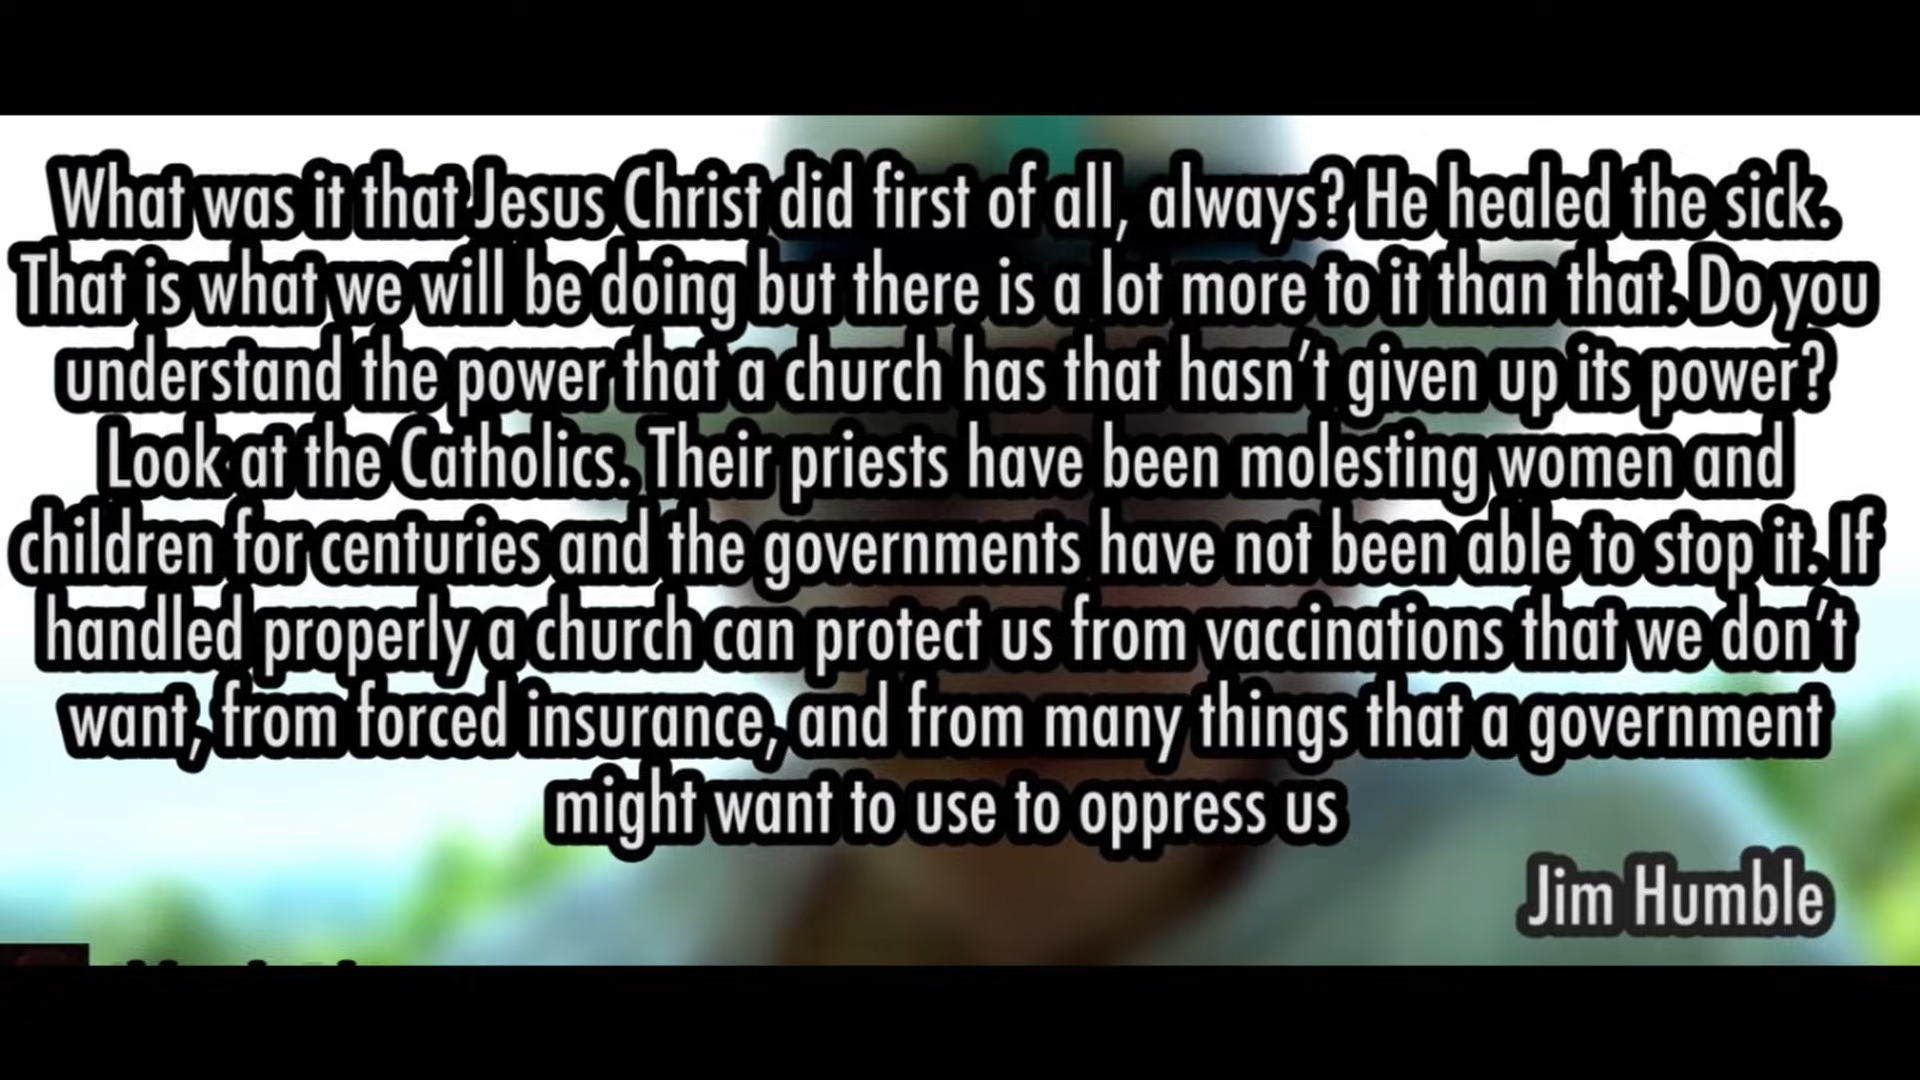 What was it that Jesus Christ did first of all, always? He healed the sick.
That is what we will be doing but there is a lot more to it than that. Do you
understand the power that a church has that hasn't given up its power?
Look at the Catholics. Their priests have been molesting women and
children for centuries and the governments have not been able to stop it. If
handled properly a church can protect us from vaccinations that we don't
want, from forced insurance, and from many things that a government
might want to use to oppress us
Jim Humble